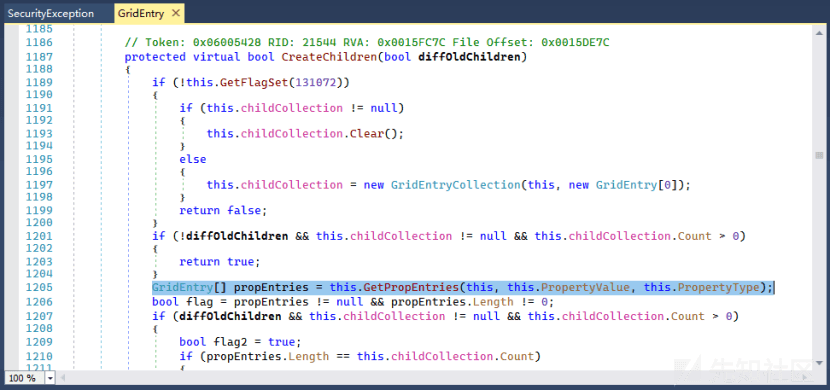 SecurityException GridEntry ×
1185
1186 // Token: 0x06005428 RID: 21544 RVA: 0x0015FC7C File Offset: 0x0015DE7C
1187 protected virtual bool CreateChildren(bool diffOldChildren)
1188 {
1189 if (!this.GetFlagSet(131072))
1190 {
1191 if (this.childCollection != null)
1192 {
1193 this.childCollection.Clear();
1194 }
1195 else
1196 {
1197 this.childCollection = new GridEntryCollection(this, new GridEntry[0]);
1198 }
1199 return false;
1200 }
1201 if (!diffOldChildren && this.childCollection != null && this.childCollection.Count > 0)
1202 {
1203 return true;
1204 }
1205 GridEntry[] propEntries = this.GetPropEntries(this, this.PropertyValue, this.PropertyType);
1206 bool flag = propEntries != null && propEntries.Length != 0;
1207 if (diffOldChildren && this.childCollection != null && this.childCollection.Count > 0)
1208 {
1209 bool flag2 = true;
1210 if (propEntries.Length == this.childCollection.Count)
1211 {
100 %
先知社区